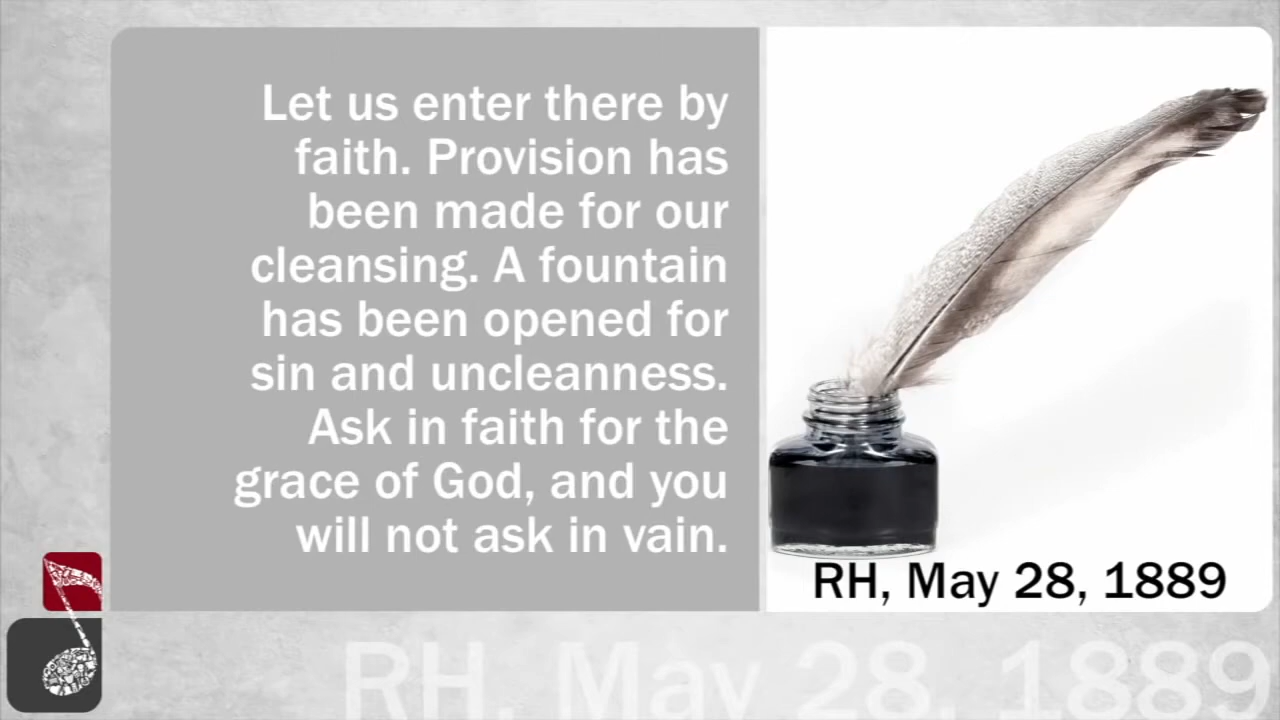 Let us enter there by
faith. Provision has
been made for our
cleansing. A fountain
has been opened for
sin and uncleanness.
Ask in faith for the
grace of God, and you
will not ask in vain.
RH, May 28, 1889
RH, May 28, 1889